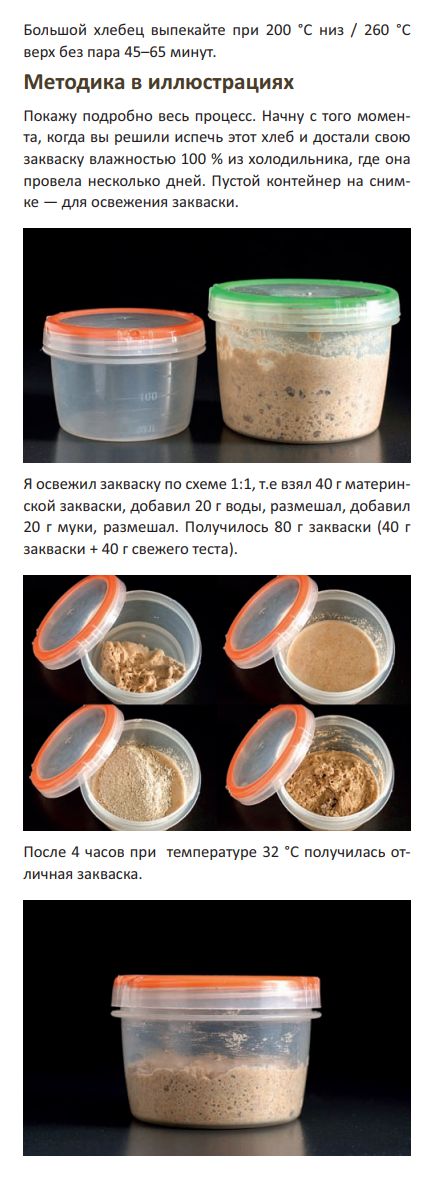 Большой хлебец выпекайте при 200 °C низ / 260 °C
верх без пара 45–65 минут.
Методика в иллюстрациях
Покажу подробно весь процесс. Начну с того момен-
та, когда вы решили испечь этот хлеб и достали свою
закваску влажностью 100 % из холодильника, где она
провела несколько дней. Пустой контейнер на сним-
ке — для освежения закваски.
100
Я освежил закваску по схеме 1:1, т.е взял 40 г материн-
ской закваски, добавил 20 г воды, размешал, добавил
20 г муки, размешал. Получилось 80 г закваски (40 г
закваски + 40 г свежего теста).
После 4 часов при температуре 32 °C получилась от-
личная закваска.